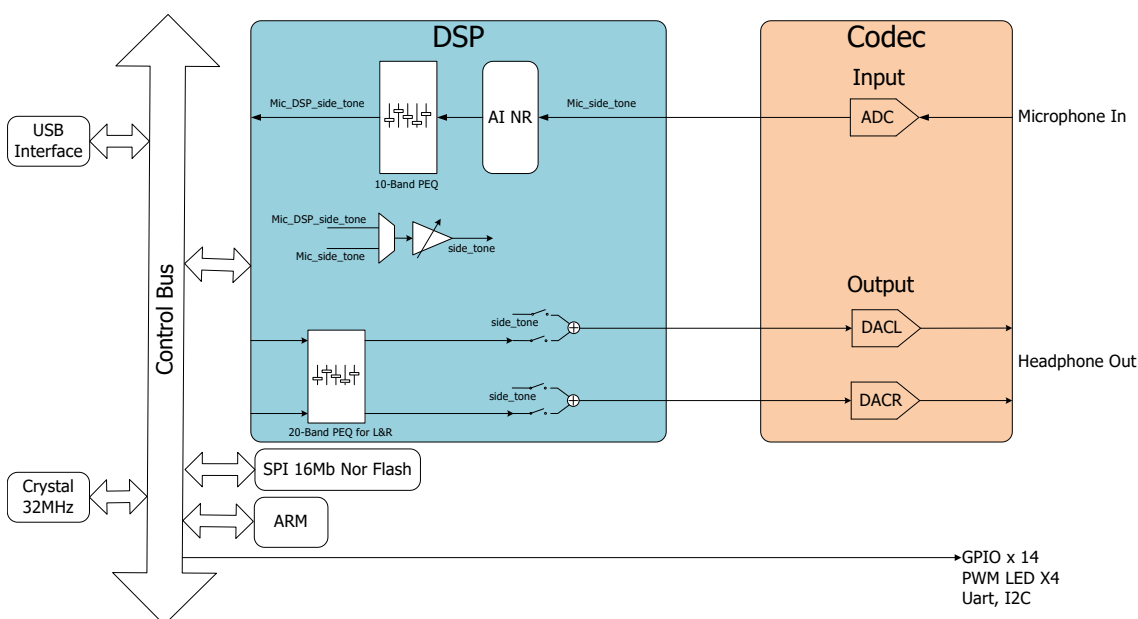 DSP
Codec
Input
Mic_DSP_side_tone
Mic_side_tone
AI NR
ADC
Microphone In
USB
Interface
10-Band PEQ
Mic_DSP_side_tone
Mic_side_tone
side_tone
Control Bus
Output
side_tone
DACL
Headphone Out
side_tone
DACR
20-Band PEQ for L&R
SPI 16Mb Nor Flash
Crystal
32MHz
ARM
GPIO x 14
PWM LED X4
Uart, I2C